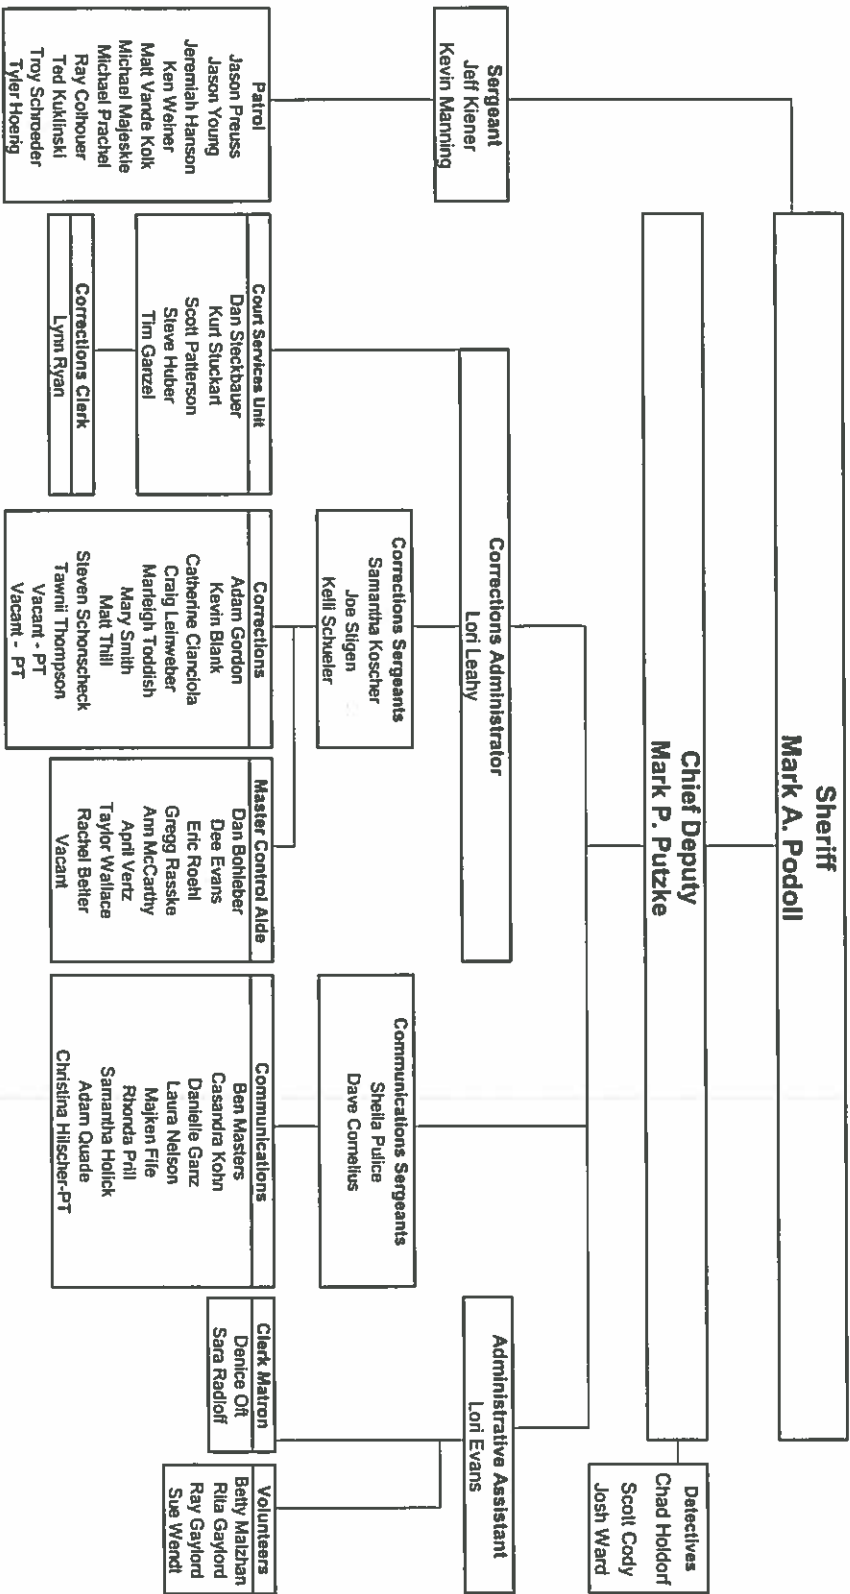 Sheriff
Mark A. Podoll
Chief Deputy
Mark P. Putzke
Detectives
Chad Holdorf
Scott Cody
Josh Ward
Sergeant
Jeff Kiener
Kevin Manning
Corrections Administrator
Lori Leahy
Administrative Assistant
Lori Evans
Corrections Sergeants
Samantha Koscher
Joe Stigen
Kelli Schueler
Communications Sergeants
Sheila Pulice
Dave Cornelius
Patrol
Jason Preuss
Jason Young
Jeremiah Hanson
Ken Weiner
Matt Vande Kolk
Michael Majeskie
Michael Prachel
Ray Colhouer
Ted Kuklinski
Troy Schroeder
Tyler Hoerig
Court Services Unit
Dan Steckbauer
Kurt Stuckart
Scott Patterson
Steve Huber
Tim Ganzel
Corrections Clerk
Lynn Ryan
Corrections
Adam Gordon
Kevin Blank
Catherine Cianciola
Craig Leinweber
Marleigh Toddish
Mary Smith
Matt Thill
Steven Schonscheck
Tawnii Thompson
Vacant - PT
Vacant - PT
Master Control Aide
Dan Bohleber
Dee Evans
Eric Roehl
Gregg Rasske
Ann McCarthy
April Vertz
Taylor Wallace
Rachel Beiter
Vacant
Communications
Ben Masters
Casandra Kohn
Danielle Ganz
Laura Nelson
Majken Fife
Rhonda Prill
Samantha Holick
Adam Quade
Christina Hilscher-PT
Clerk Matron
Denice Oft
Sara Radloff
Volunteers
Betty Malzhan
Rita Gaylord
Ray Gaylord
Sue Wendt